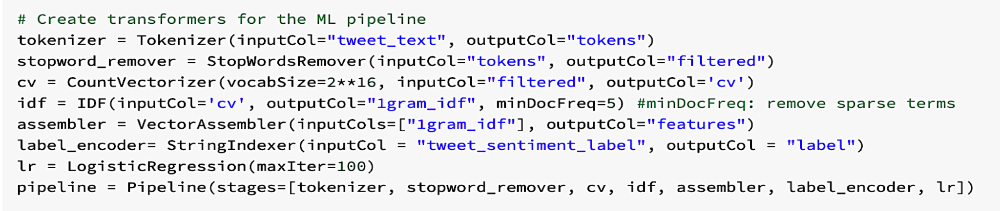 # Create transformers for the ML pipeline
tokenizer = Tokenizer(inputCol="tweet_text", outputCol="tokens")
stopword_remover = StopWordsRemover(inputCol="tokens", outputCol="filtered")
cv = CountVectorizer(vocabSize=2**16, inputCol="filtered", outputCol='cv')
idf = IDF(inputCol='cv', outputCol="1gram_idf", minDocFreq=5) #minDocFreq: remove sparse terms
assembler = VectorAssembler(inputCols=["1gram_idf"], outputCol="features")
label_encoder= StringIndexer(inputCol = "tweet_sentiment_label", outputCol = "label")
lr = LogisticRegression(maxIter=100)
pipeline = Pipeline(stages=[tokenizer, stopword_remover, cv, idf, assembler, label_encoder, lr])